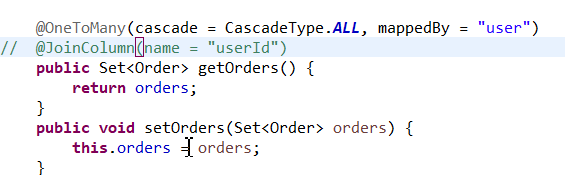 @OneToMany(cascade = CascadeType.ALL, mappedBy = "user")
//  @JoinColumn(name = "userId")
public Set<Order> getOrders() {
return orders;
}
public void setOrders(Set<Order> orders) {
this.orders = orders;
}